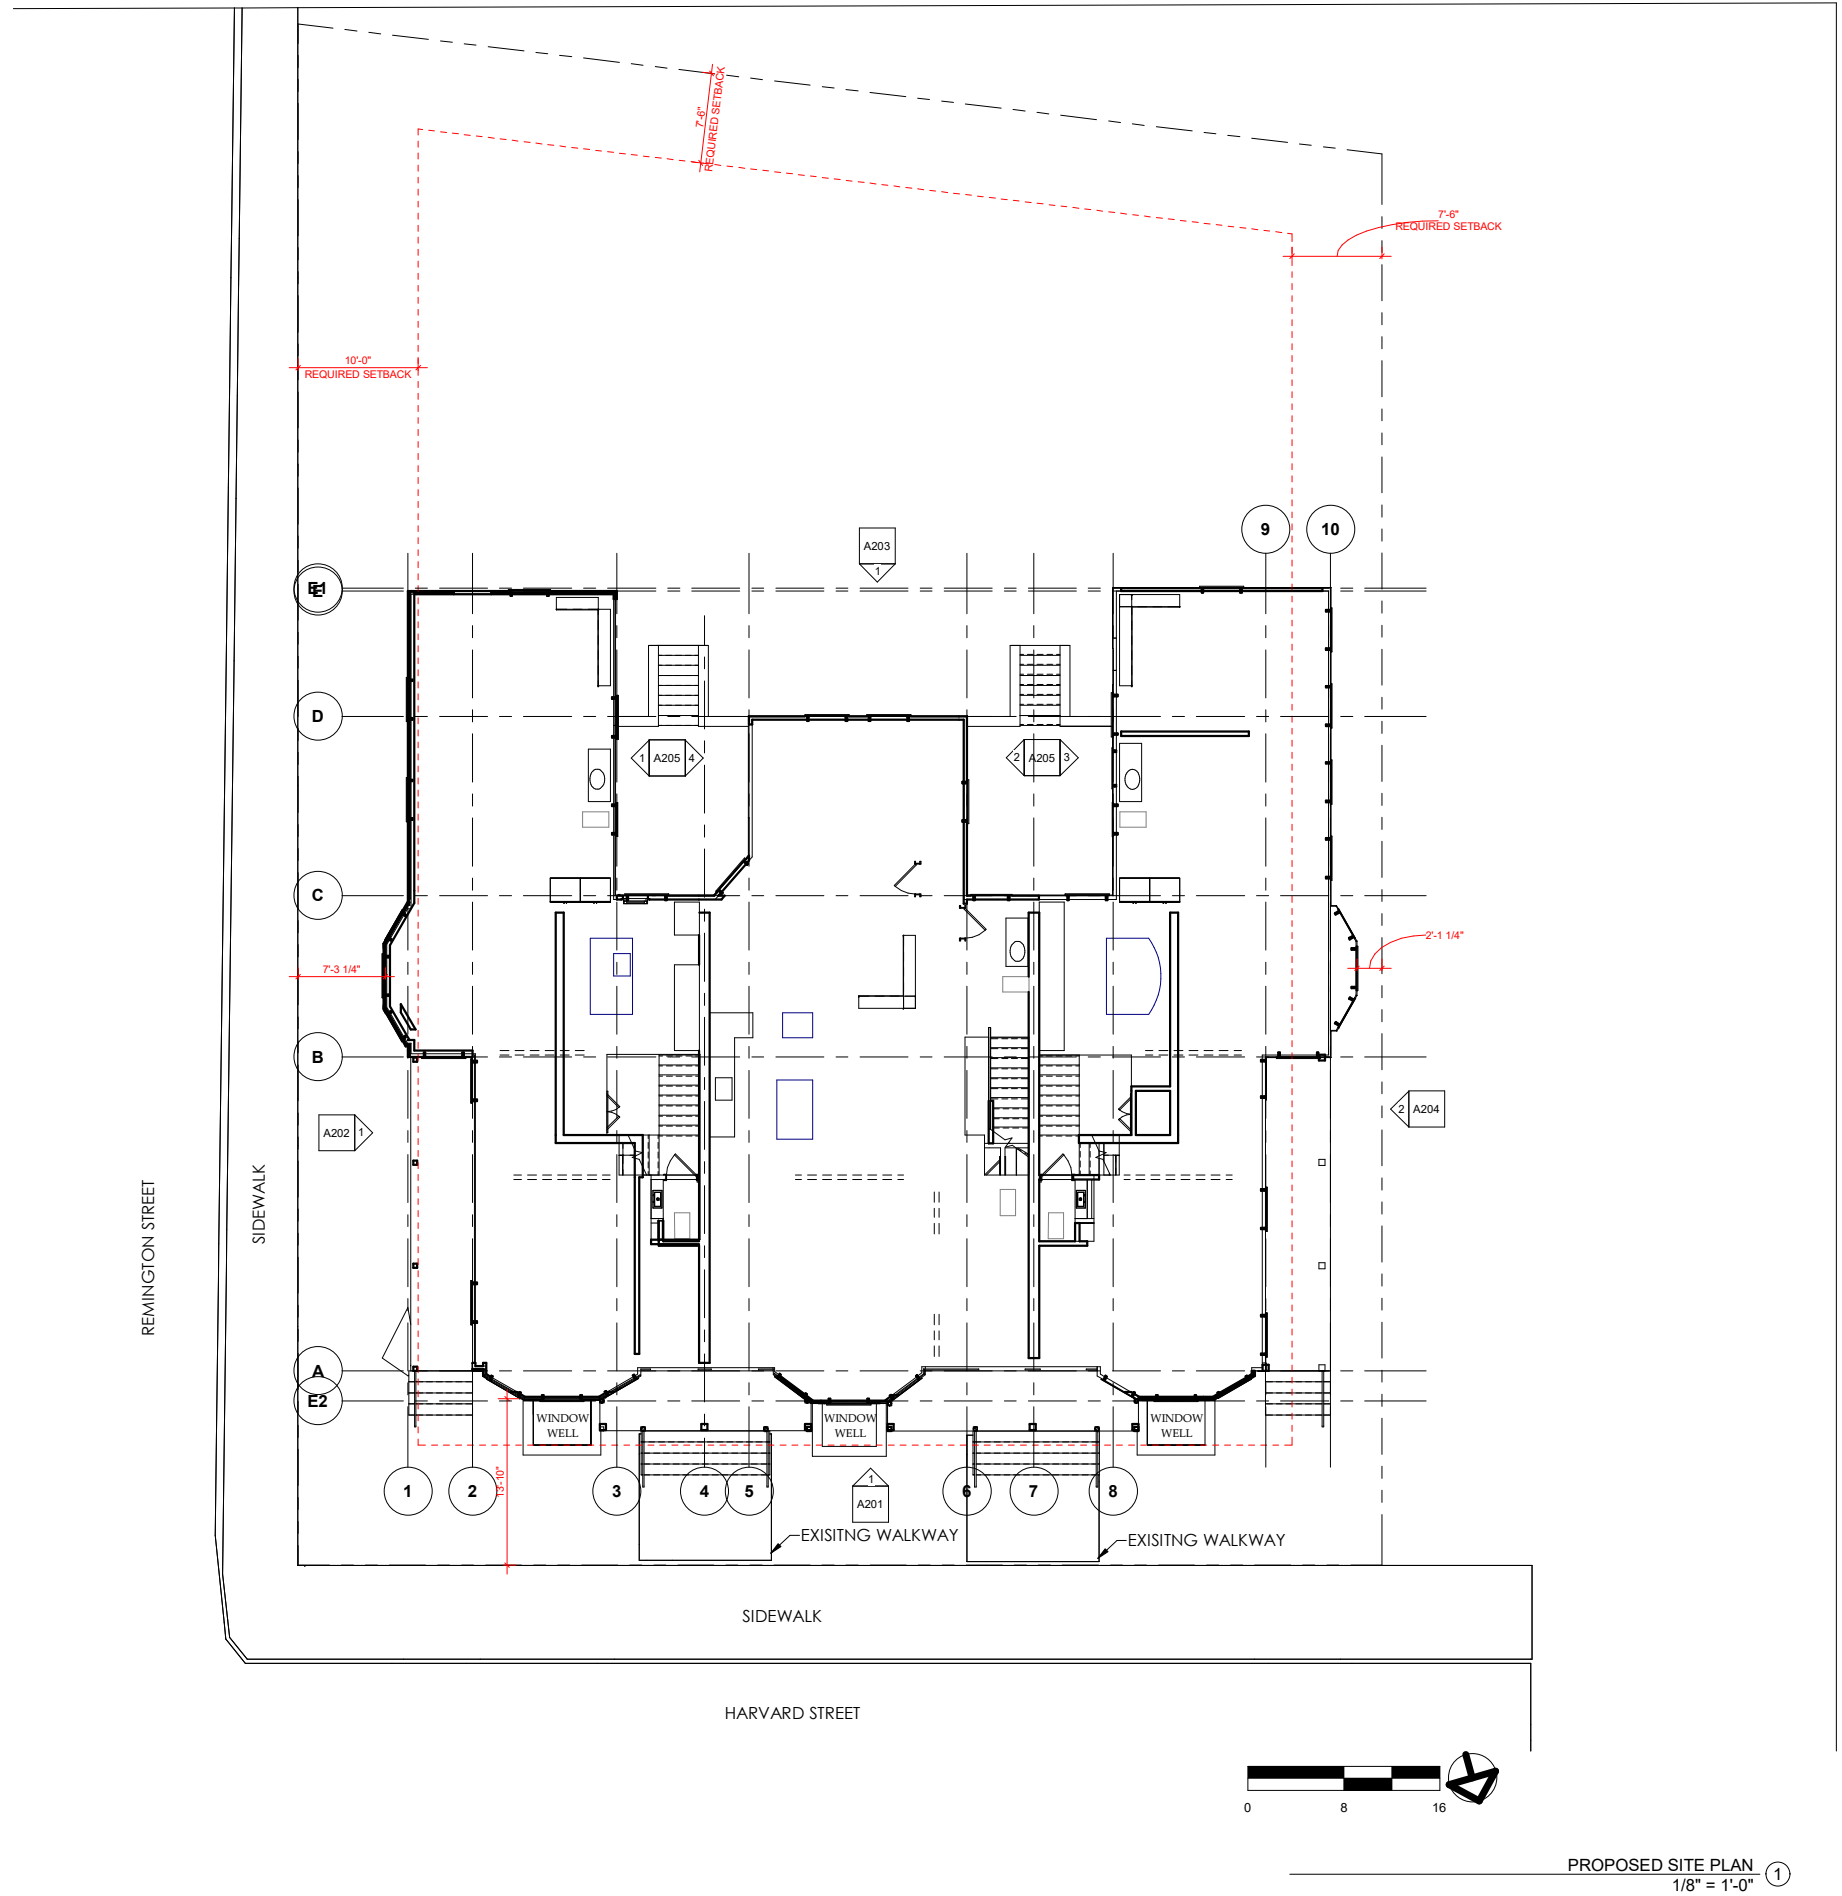 7'-6"
REQUIRED SETBACK
7'-6"
REQUIRED SETBACK
10'-0"
REQUIRED SETBACK
9
10
A203
1
E1
E
D
1
A205
4
2
A205
3
C
7'-3 1/4"
2'-1 1/4"
B
A202
1
2
A204
REMINGTON STREET
SIDEWALK
A
E2
WINDOW
WELL
WINDOW
WELL
WINDOW
WELL
13'-10"
1
2
3
4
5
6
7
8
1
A201
EXISITNG WALKWAY
EXISITNG WALKWAY
SIDEWALK
HARVARD STREET
0
8
16
PROPOSED SITE PLAN
1
1/8" = 1'-0"